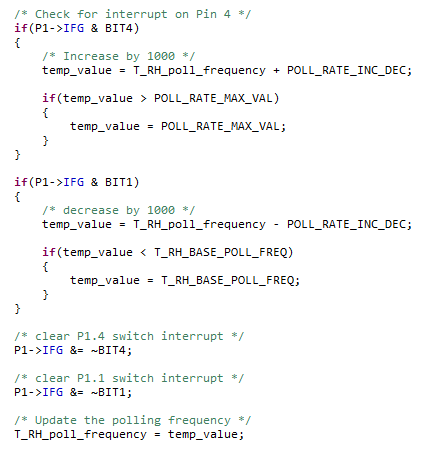 /* Check for interrupt on Pin 4 */
if(P1->IFG & BIT4)
{
    /* Increase by 1000 */
    temp_value = T_RH_poll_frequency + POLL_RATE_INC_DEC;

    if(temp_value > POLL_RATE_MAX_VAL)
    {
        temp_value = POLL_RATE_MAX_VAL;
    }
}

if(P1->IFG & BIT1)
{
    /* decrease by 1000 */
    temp_value = T_RH_poll_frequency - POLL_RATE_INC_DEC;

    if(temp_value < T_RH_BASE_POLL_FREQ)
    {
        temp_value = T_RH_BASE_POLL_FREQ;
    }
}

/* clear P1.4 switch interrupt */
P1->IFG &= ~BIT4;

/* clear P1.1 switch interrupt */
P1->IFG &= ~BIT1;

/* Update the polling frequency */
T_RH_poll_frequency = temp_value;